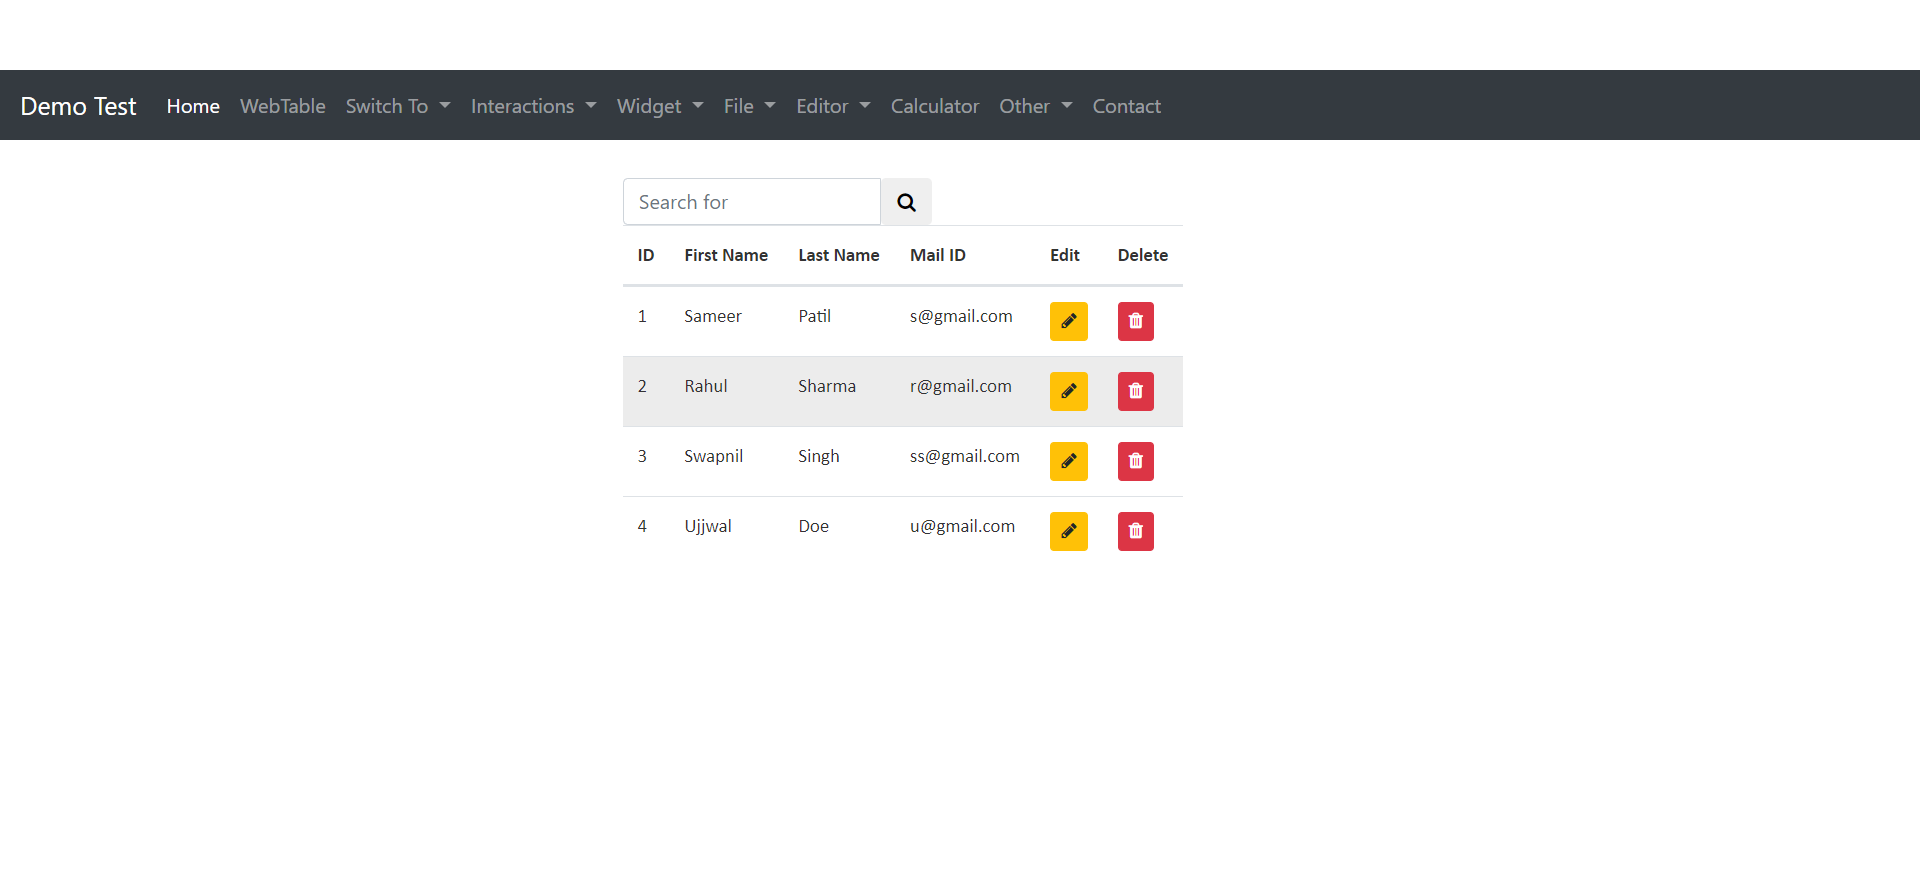 Demo Test Home WebTable Switch To Interactions Widget File Editor Calculator Other Contact
Search for
ID First Name Last Name Mail ID Edit Delete
1 Sameer Patil s@gmail.com
2 Rahul Sharma r@gmail.com
3 Swapnil Singh ss@gmail.com
4 Ujjwal Doe u@gmail.com